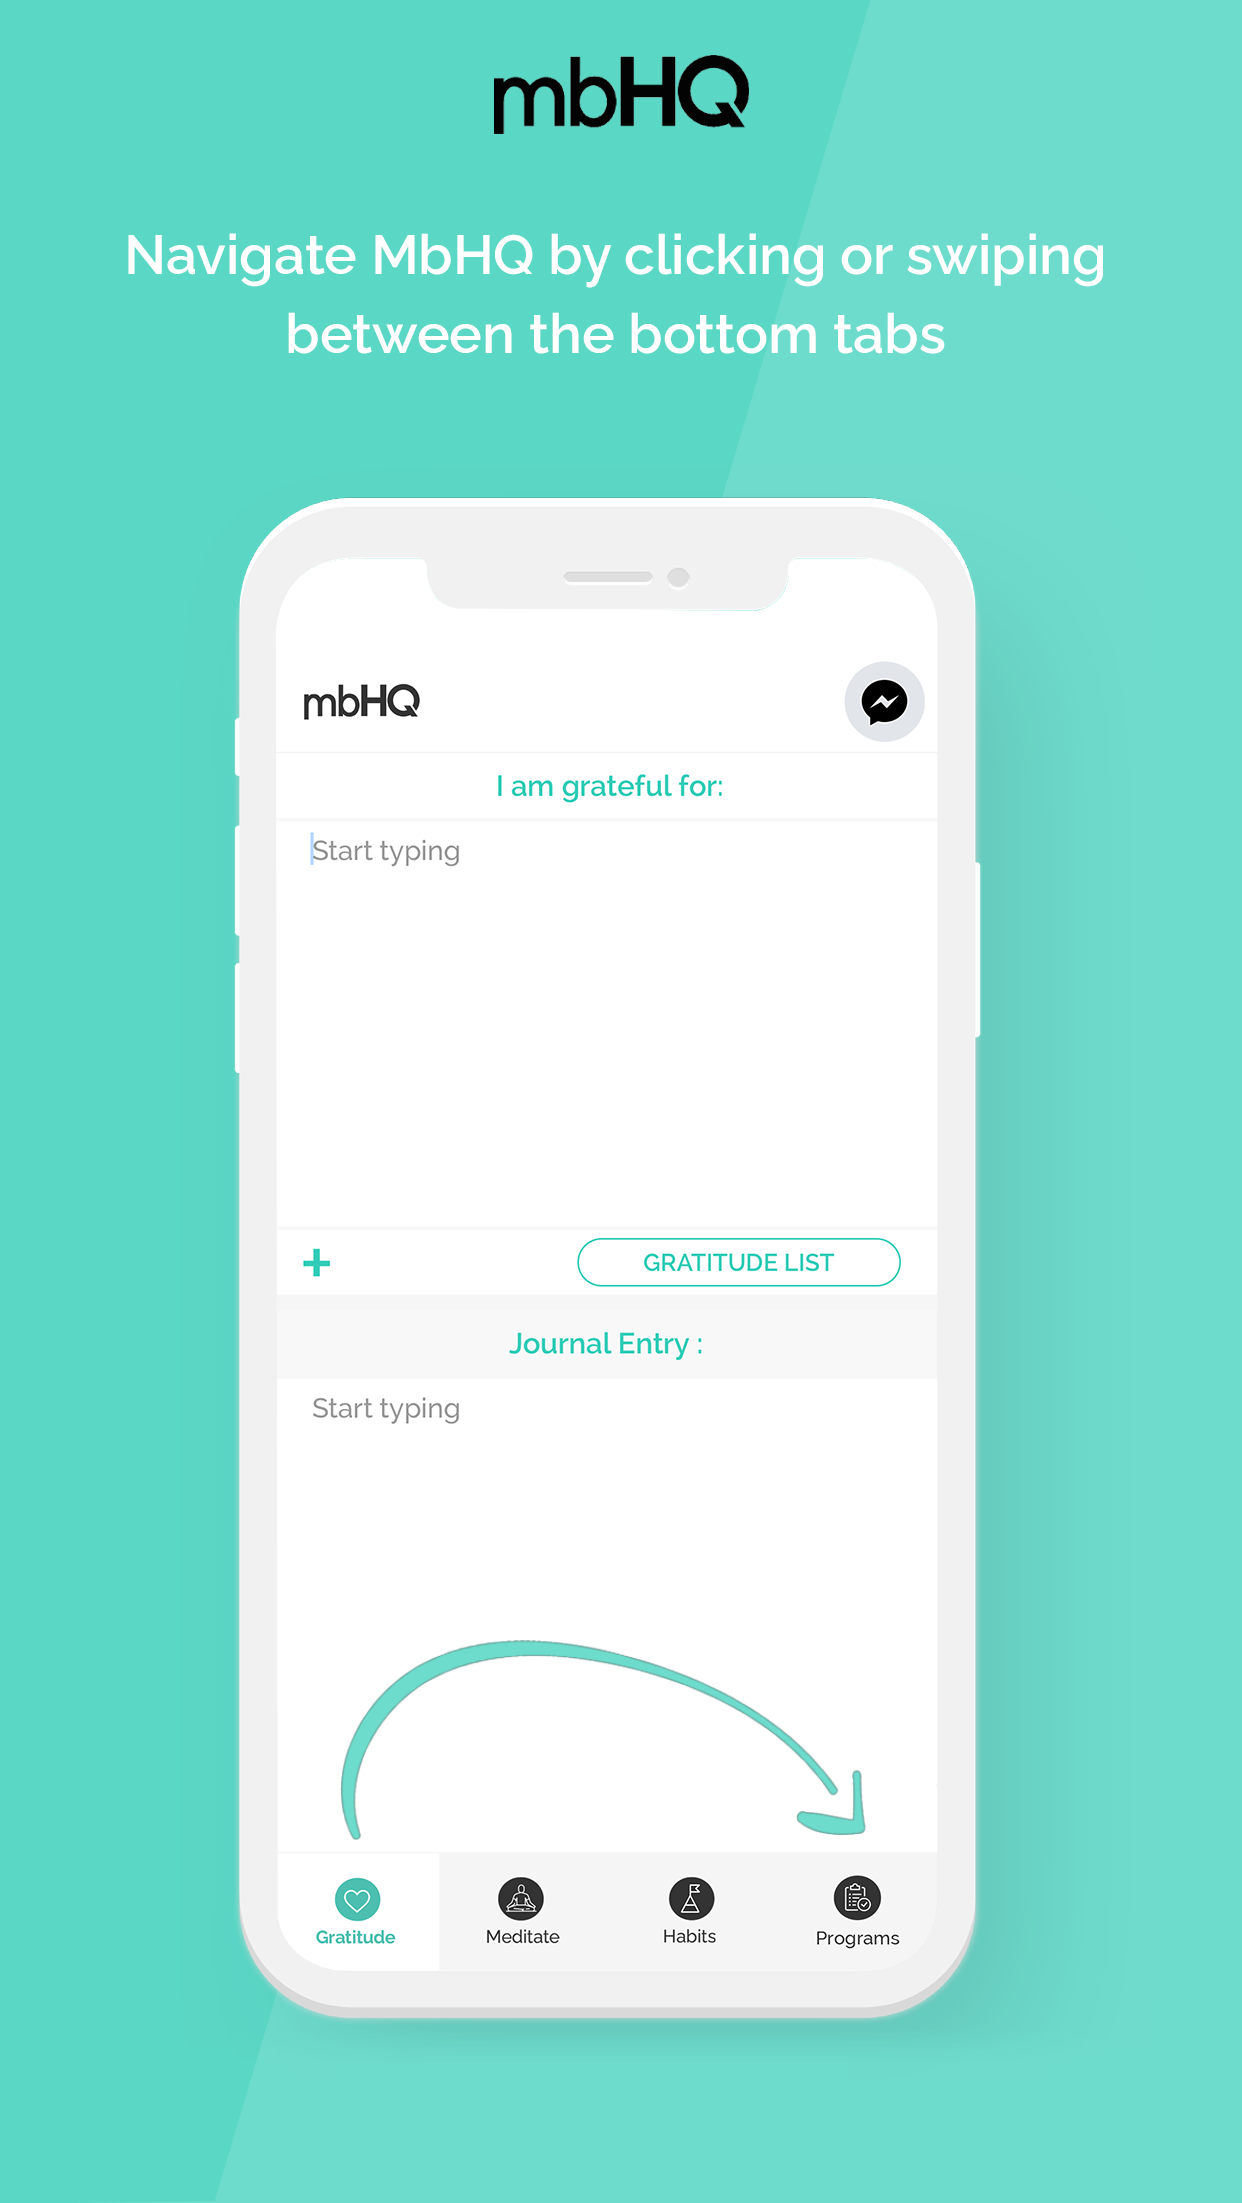 mbHQ
Navigate MbHQ by clicking or swiping
between the bottom tabs
mbHQ
I am grateful for:
Start typing
+
GRATITUDE LIST
Journal Entry :
Start typing
Gratitude
Meditate
Habits
Programs